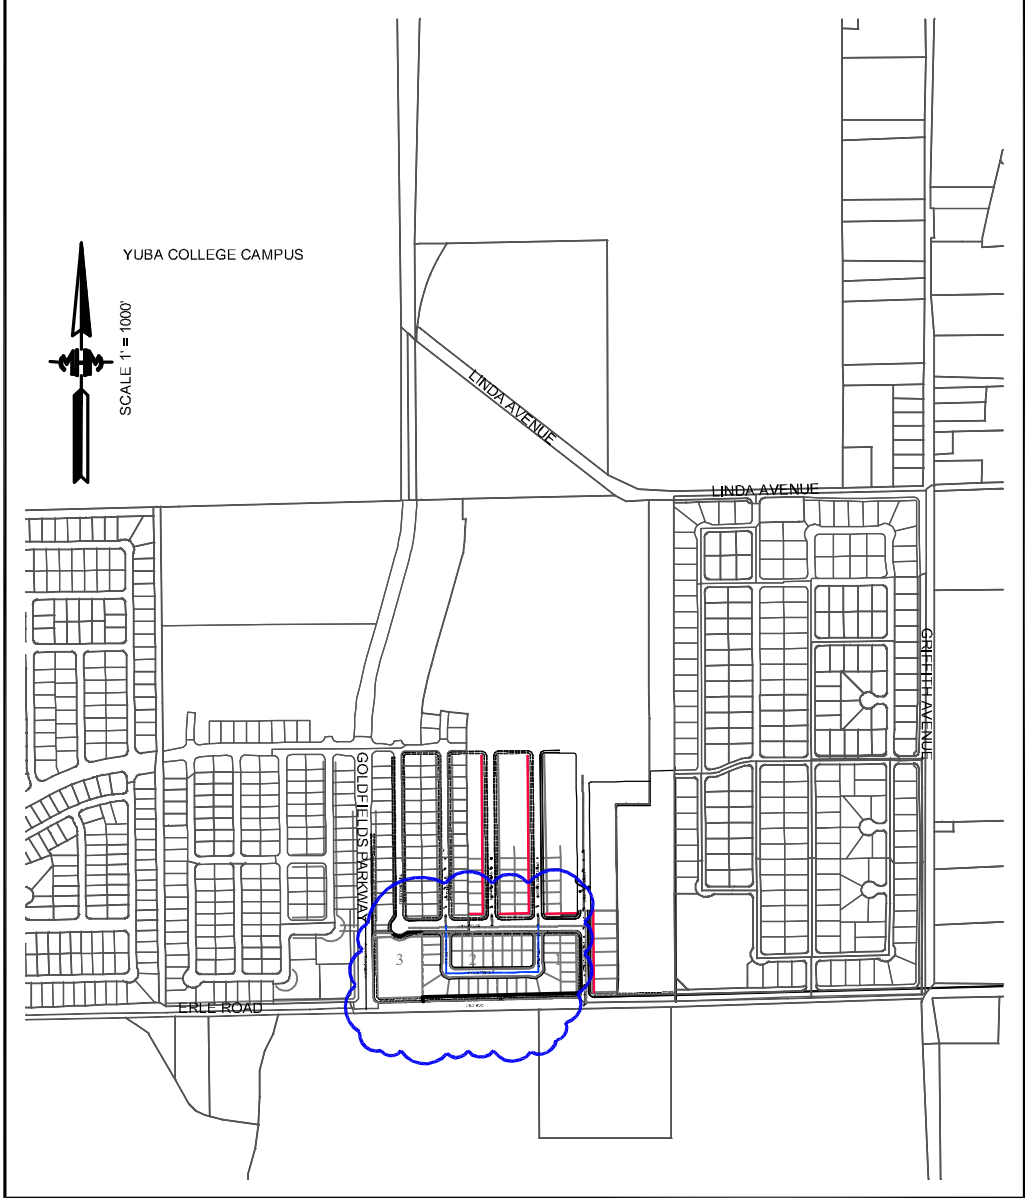 YUBA COLLEGE CAMPUS
SCALE 1' = 1000'
LINDA AVENUE
LINDA AVENUE
GRIFFITH AVENUE
GOLDFIELDS PARKWAY
3
2
1
ERLE ROAD